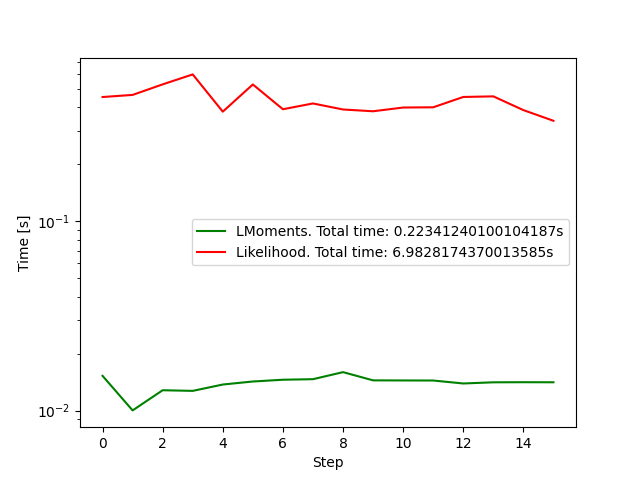 10⁻¹
10⁻²
Time [s]
LMoments. Total time: 0.22341240100104187s
Likelihood. Total time: 6.9828174370013585s
0 2 4 6 8 10 12 14
Step